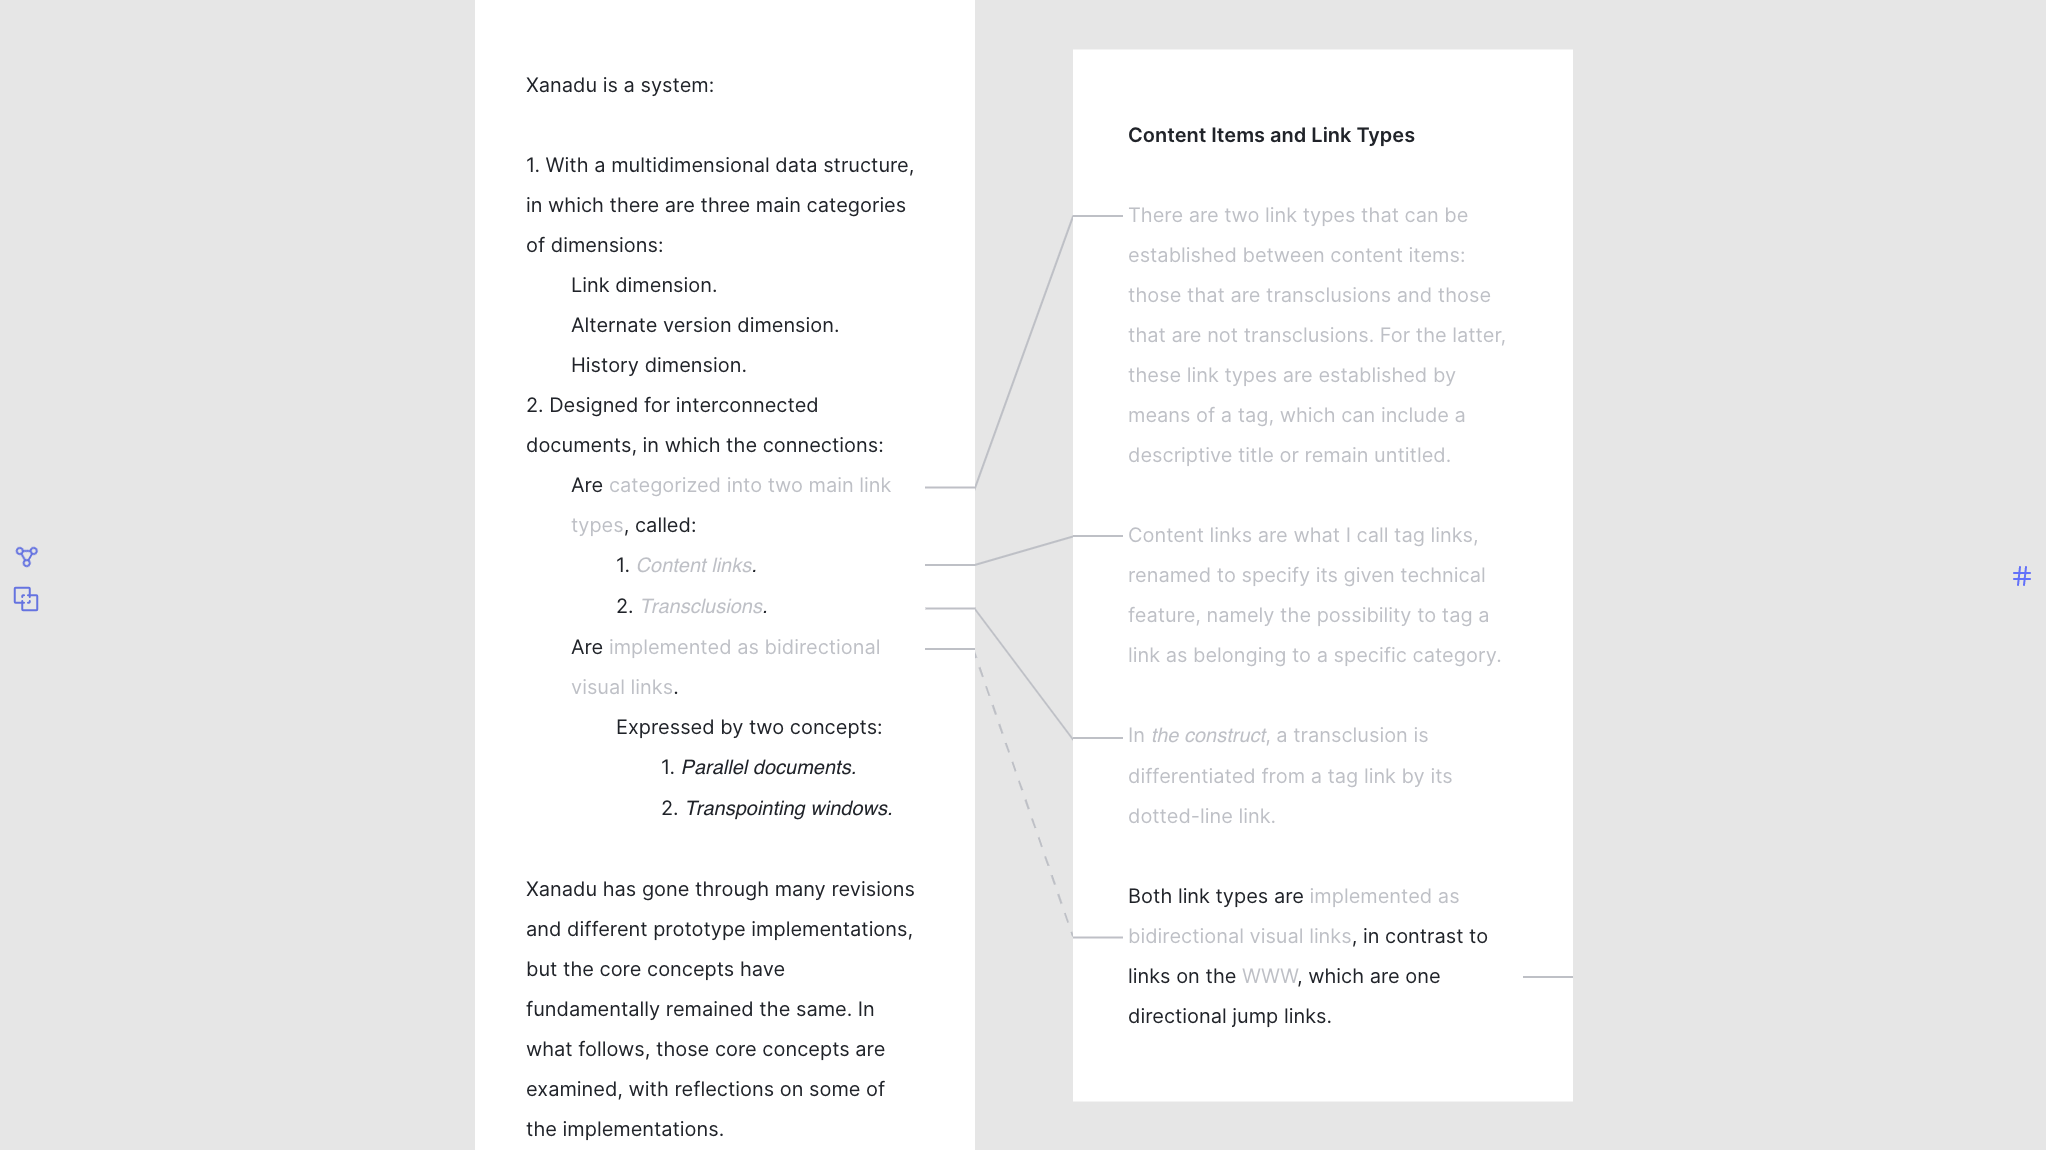 Xanadu is a system:
1. With a multidimensional data structure,
in which there are three main categories
of dimensions:
Link dimension.
Alternate version dimension.
History dimension.
2. Designed for interconnected
documents, in which the connections:
Are categorized into two main link
types, called:
1. Content links.
2. Transclusions.
Are implemented as bidirectional
visual links.
Expressed by two concepts:
1. Parallel documents.
2. Transpointing windows.
Xanadu has gone through many revisions
and different prototype implementations,
but the core concepts have
fundamentally remained the same. In
what follows, those core concepts are
examined, with reflections on some of
the implementations.
Content Items and Link Types
There are two link types that can be
established between content items:
those that are transclusions and those
that are not transclusions. For the latter,
these link types are established by
means of a tag, which can include a
descriptive title or remain untitled.
Content links are what I call tag links,
renamed to specify its given technical
feature, namely the possibility to tag a
link as belonging to a specific category.
In the construct, a transclusion is
differentiated from a tag link by its
dotted-line link.
Both link types are implemented as
bidirectional visual links, in contrast to
links on the WWW, which are one
directional jump links.
#